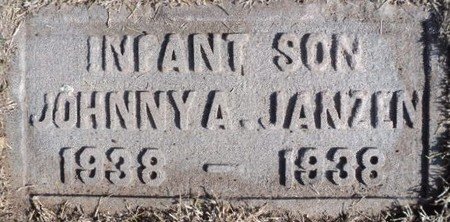 INFANT SON
JOHNNY A. JANZEN
1938 - 1938